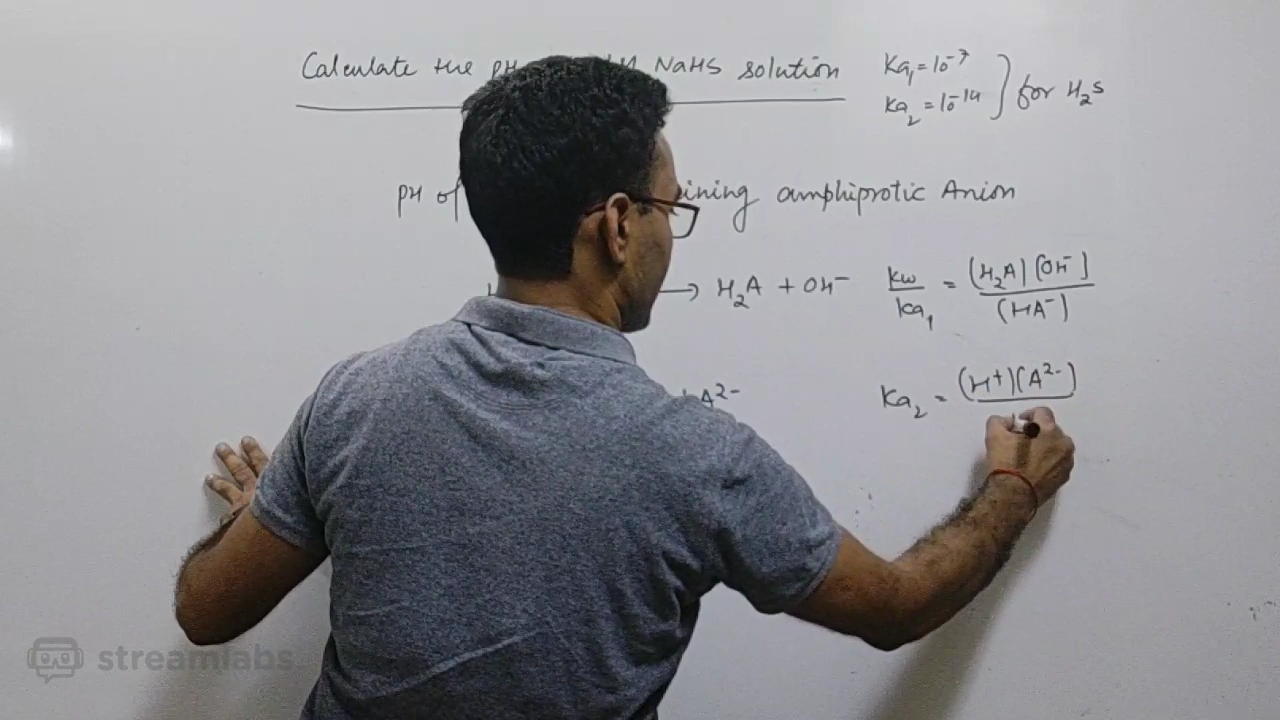 Calculate the pH NaHS solution
Ka₁ = 10⁻⁷
Ka₂ = 10⁻¹⁴
for H₂S
pH of amphiprotic Anion
⟶ H₂A + OH⁻
Kw/Ka₁ = (H₂A)[OH⁻]/(HA⁻)
A²⁻
Ka₂ = (H⁺)(A²⁻)
streamlabs